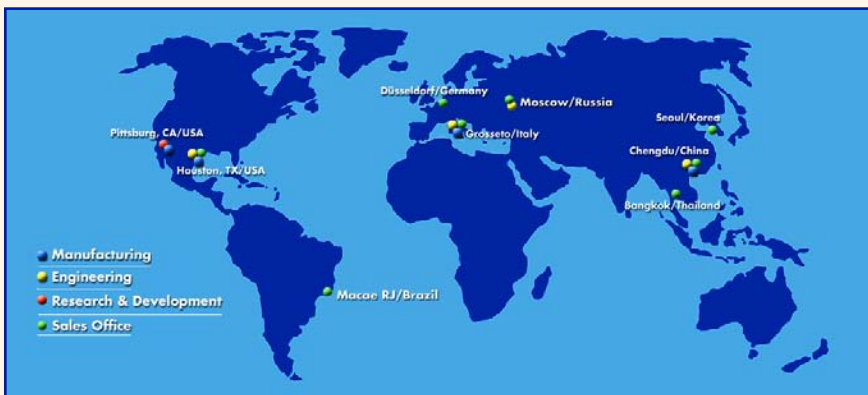 Düsseldorf/Germany
Moscow/Russia
Pittsburg, CA/USA
Seoul/Korea
Grosseto/Italy
Chengdu/China
Houston, TX/USA
Bangkok/Thailand
Manufacturing
Engineering
Research & Development
Sales Office
Macae RJ/Brazil